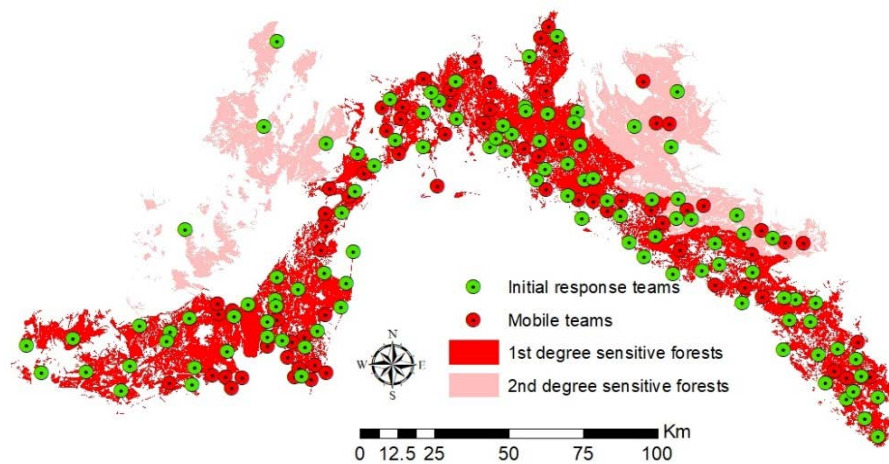 Initial response teams
Mobile teams
1st degree sensitive forests
2nd degree sensitive forests
N
W E
S
Km
0 12.5 25 50 75 100